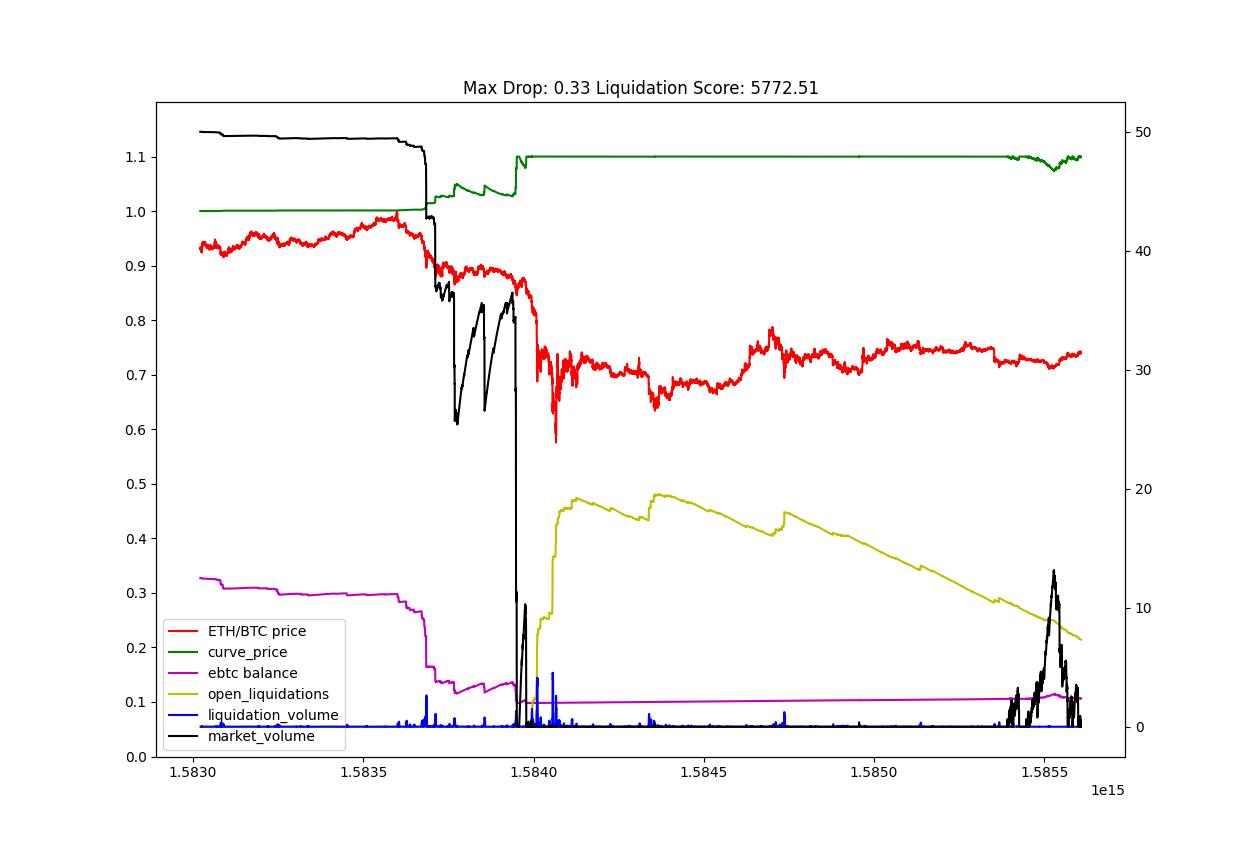 Max Drop: 0.33 Liquidation Score: 5772.51
1.1
1.0
0.9
0.8
0.7
0.6
0.5
0.4
0.3
0.2
0.1
0.0
50
40
30
20
10
0
ETH/BTC price
curve_price
ebtc balance
open_liquidations
liquidation_volume
market_volume
1.5830 1.5835 1.5840 1.5845 1.5850 1.5855
1e15